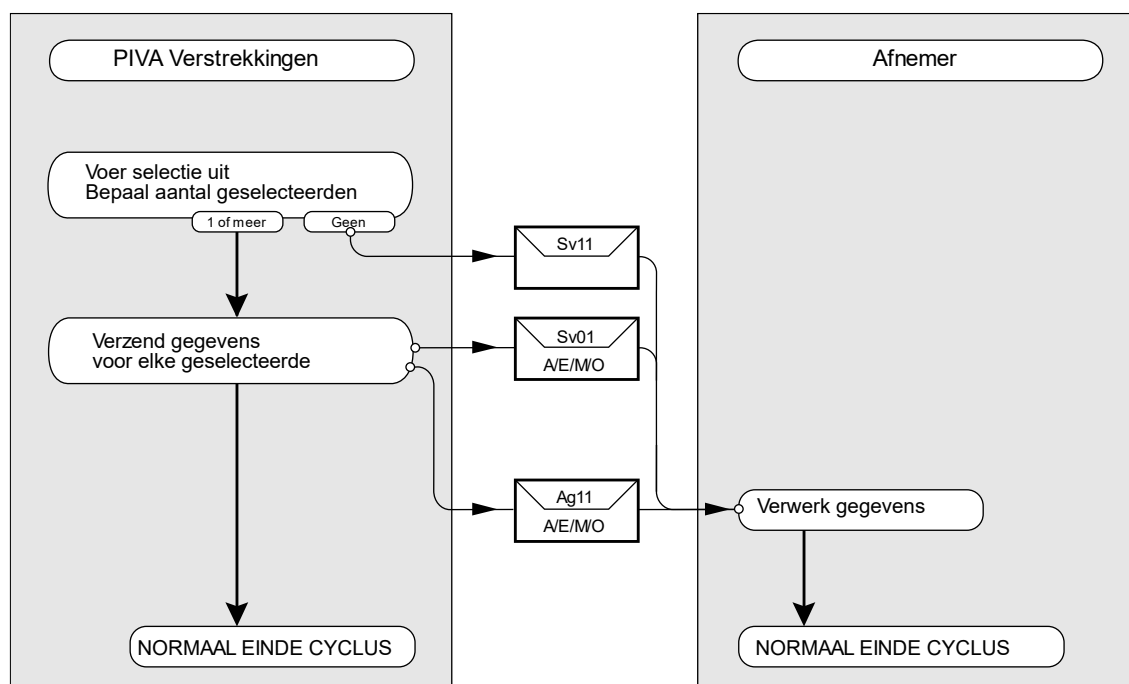 PIVA Verstrekkingen
Afnemer
Voer selectie uit
Bepaal aantal geselecteerden
1 of meer
Geen
Sv11
Verzend gegevens
voor elke geselecteerde
Sv01
A/E/M/O
Ag11
A/E/M/O
Verwerk gegevens
NORMAAL EINDE CYCLUS
NORMAAL EINDE CYCLUS